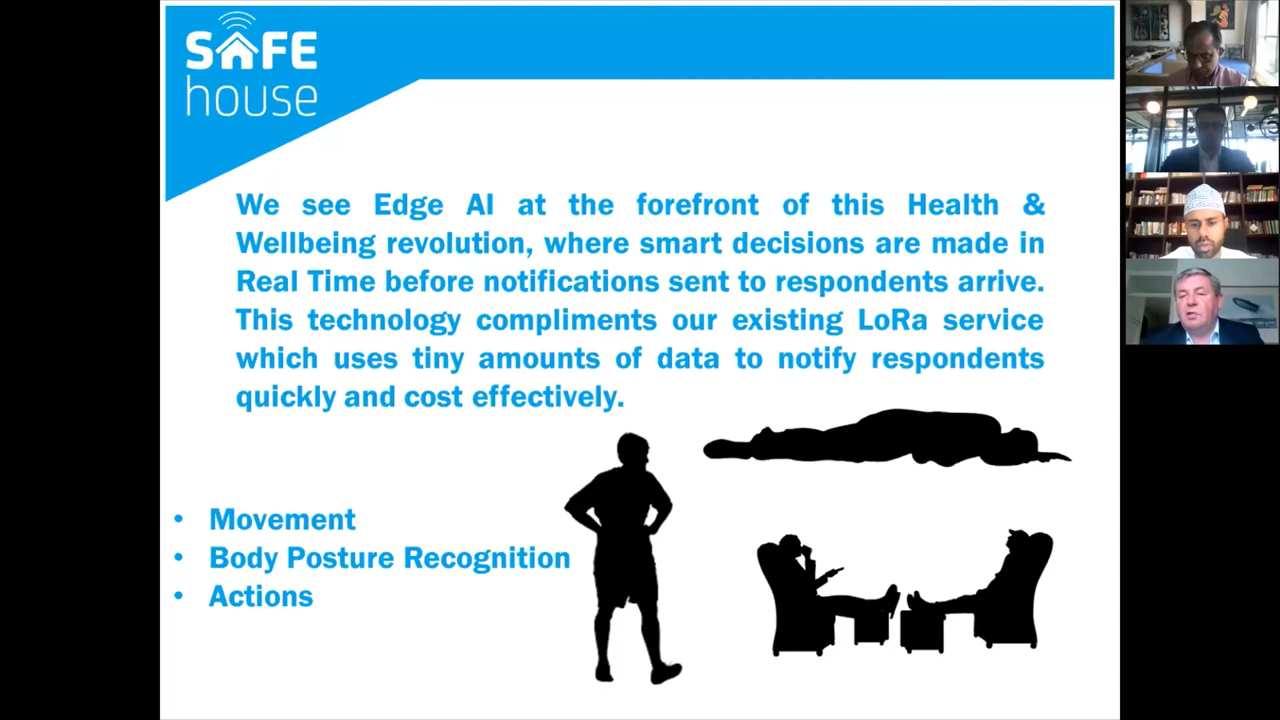 SAFE
house
We see Edge AI at the forefront of this Health &
Wellbeing revolution, where smart decisions are made in
Real Time before notifications sent to respondents arrive.
This technology compliments our existing LoRa service
which uses tiny amounts of data to notify respondents
quickly and cost effectively.
• Movement
• Body Posture Recognition
• Actions